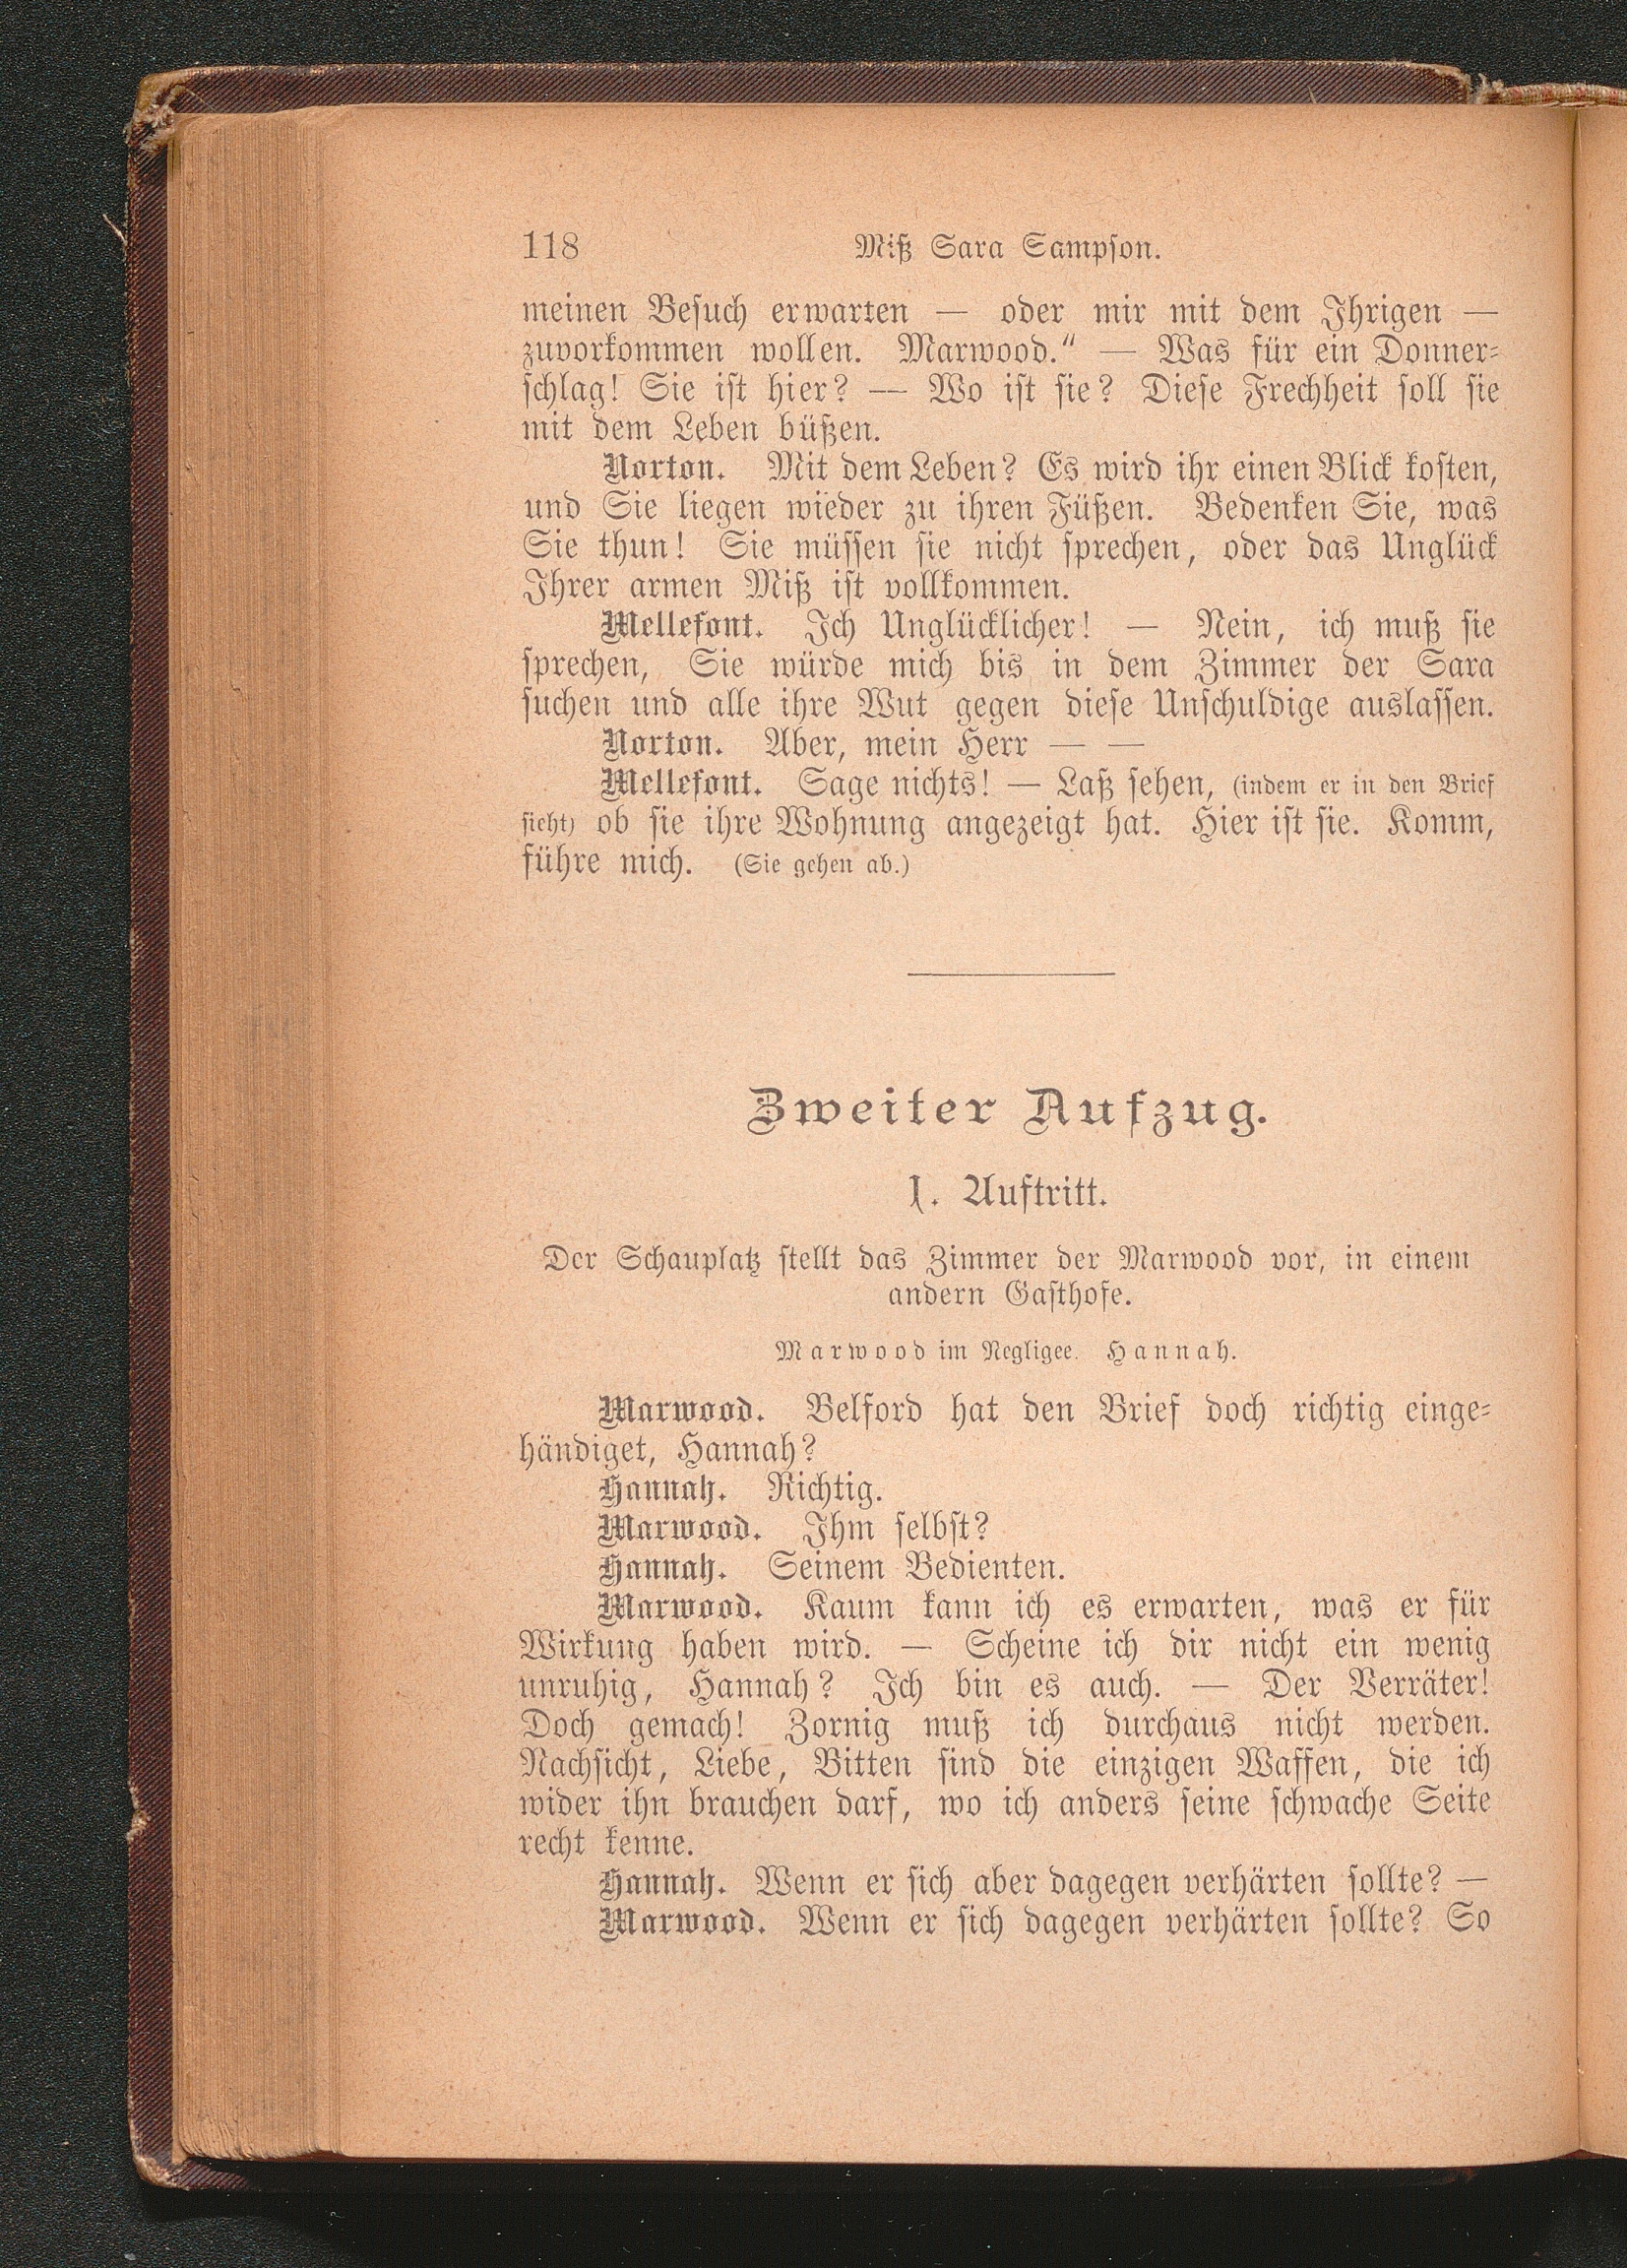 118 Miß Sara Sampson.
meinen Besuch erwarten — oder mir mit dem Ihrigen —
zuvorkommen wollen. Marwood.“ — Was für ein Donner-
schlag! Sie ist hier? — Wo ist sie? Diese Frechheit soll sie
mit dem Leben büßen.
Norton. Mit dem Leben? Es wird ihr einen Blick kosten,
und Sie liegen wieder zu ihren Füßen. Bedenken Sie, was
Sie thun! Sie müssen sie nicht sprechen, oder das Unglück
Ihrer armen Miß ist vollkommen.
Mellefont. Ich Unglücklicher! — Nein, ich muß sie
sprechen, Sie würde mich bis in dem Zimmer der Sara
suchen und alle ihre Wut gegen diese Unschuldige auslassen.
Norton. Aber, mein Herr — —
Mellefont. Sage nichts! — Laß sehen, (indem er in den Brief
sieht) ob sie ihre Wohnung angezeigt hat. Hier ist sie. Komm,
führe mich. (Sie gehen ab.)
Zweiter Aufzug.
1. Auftritt.
Der Schauplatz stellt das Zimmer der Marwood vor, in einem
andern Gasthofe.
Marwood im Negligee. Hannah.
Marwood. Belford hat den Brief doch richtig einge-
händiget, Hannah?
Hannah. Richtig.
Marwood. Ihm selbst?
Hannah. Seinem Bedienten.
Marwood. Kaum kann ich es erwarten, was er für
Wirkung haben wird. — Scheine ich dir nicht ein wenig
unruhig, Hannah? Ich bin es auch. — Der Verräter!
Doch gemach! Zornig muß ich durchaus nicht werden.
Nachsicht, Liebe, Bitten sind die einzigen Waffen, die ich
wider ihn brauchen darf, wo ich anders seine schwache Seite
recht kenne.
Hannah. Wenn er sich aber dagegen verhärten sollte? —
Marwood. Wenn er sich dagegen verhärten sollte? So